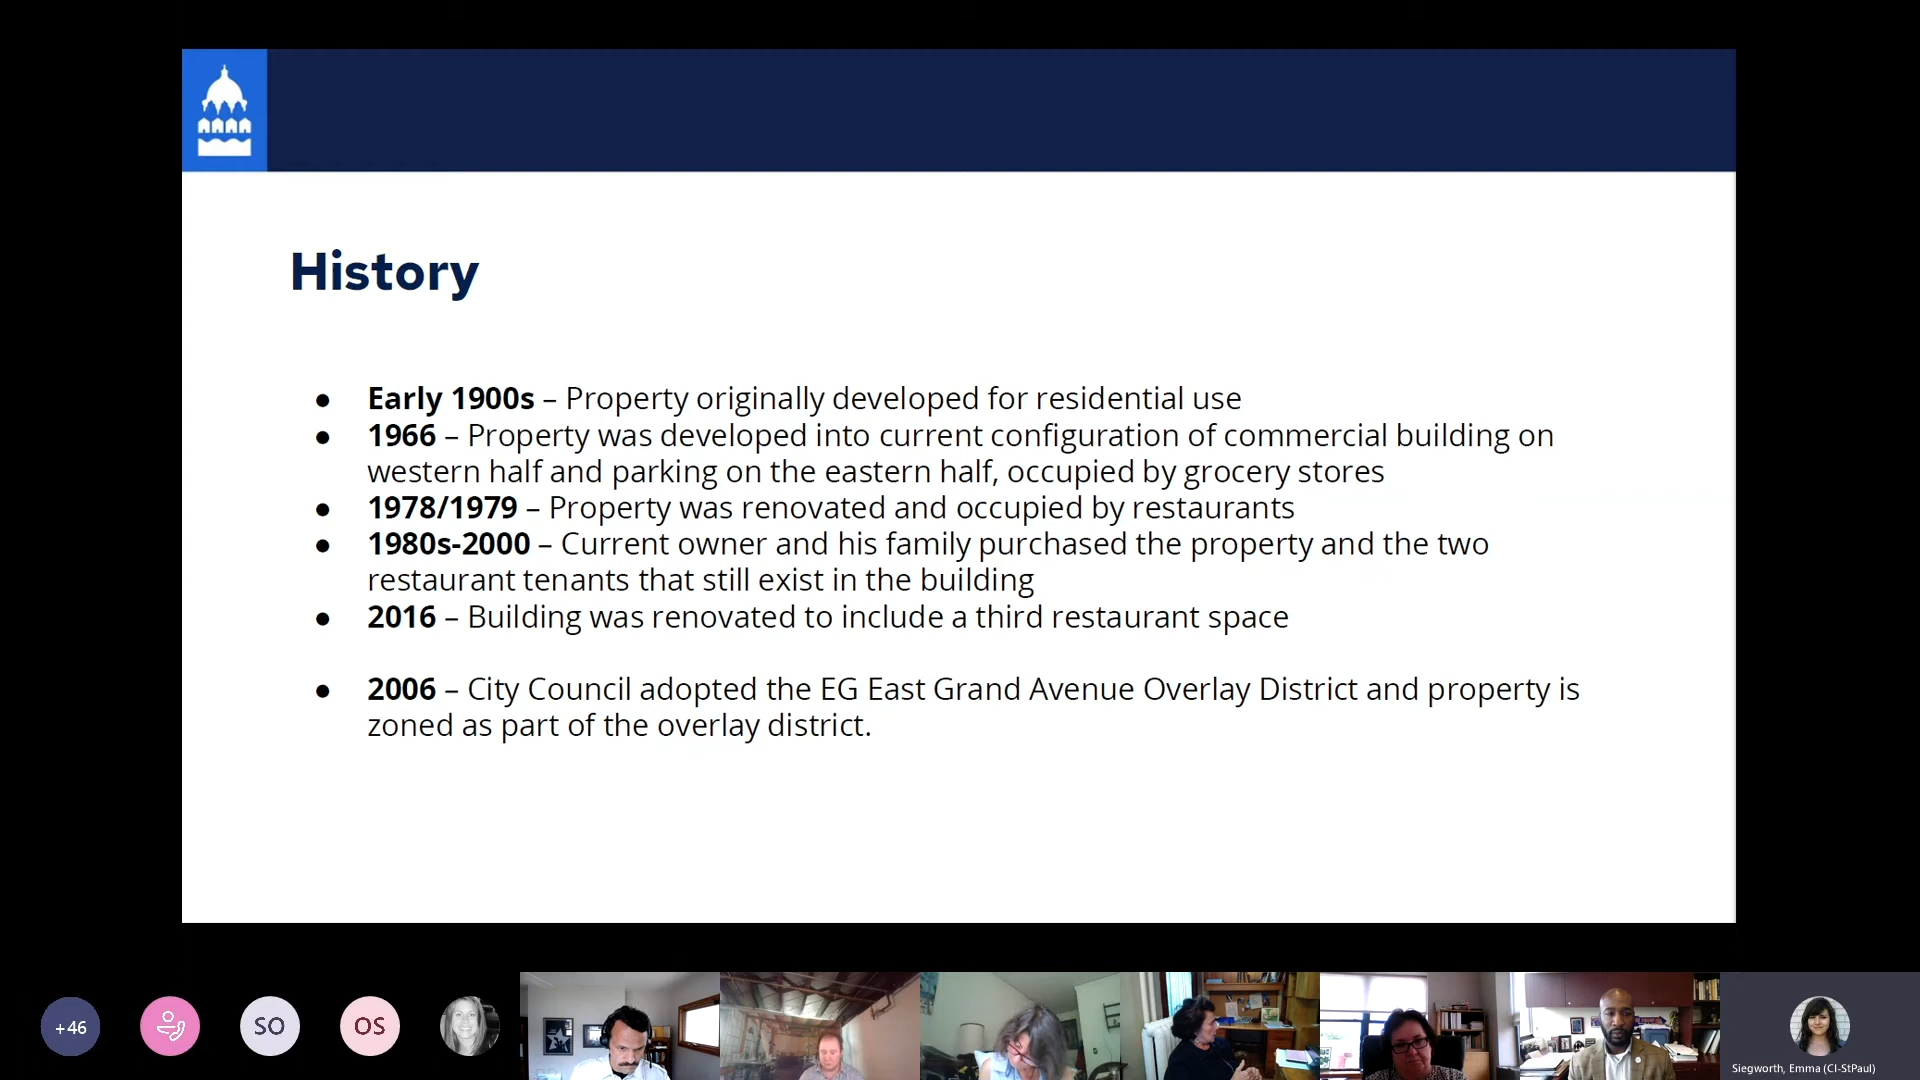 History
● Early 1900s – Property originally developed for residential use
● 1966 – Property was developed into current configuration of commercial building on
western half and parking on the eastern half, occupied by grocery stores
● 1978/1979 – Property was renovated and occupied by restaurants
● 1980s-2000 – Current owner and his family purchased the property and the two
restaurant tenants that still exist in the building
● 2016 – Building was renovated to include a third restaurant space
● 2006 – City Council adopted the EG East Grand Avenue Overlay District and property is
zoned as part of the overlay district.
+46
SO
OS
Siegworth, Emma (CI-StPaul)